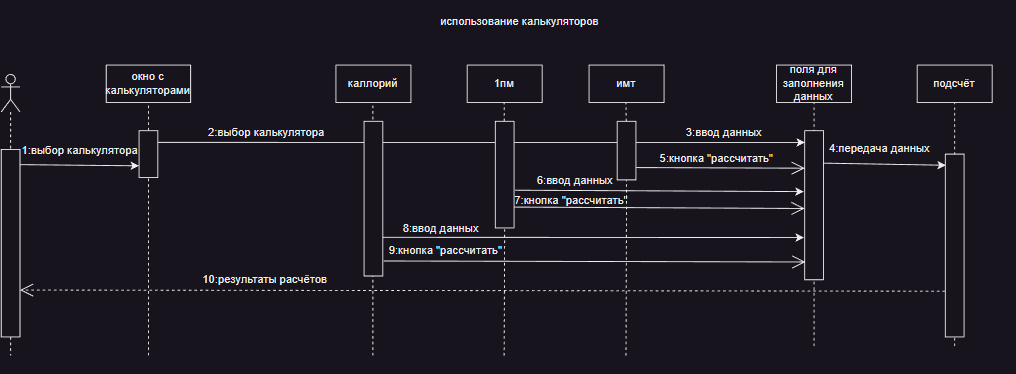 использование калькуляторов
окно с
калькуляторами
каллорий
1пм
имт
поля для
заполнения
данных
подсчёт
1:выбор калькулятора
2:выбор калькулятора
3:ввод данных
4:передача данных
5:кнопка "рассчитать"
6:ввод данных
7:кнопка "рассчитать"
8:ввод данных
9:кнопка "рассчитать"
10:результаты расчётов